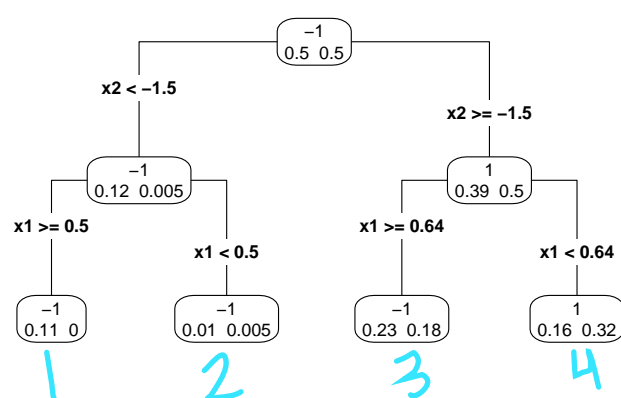 –1
0.5 0.5
x2 < –1.5
x2 >= –1.5
–1
0.12 0.005
1
0.39 0.5
x1 >= 0.5
x1 < 0.5
x1 >= 0.64
x1 < 0.64
–1
0.11 0
–1
0.01 0.005
–1
0.23 0.18
1
0.16 0.32
1 2 3 4